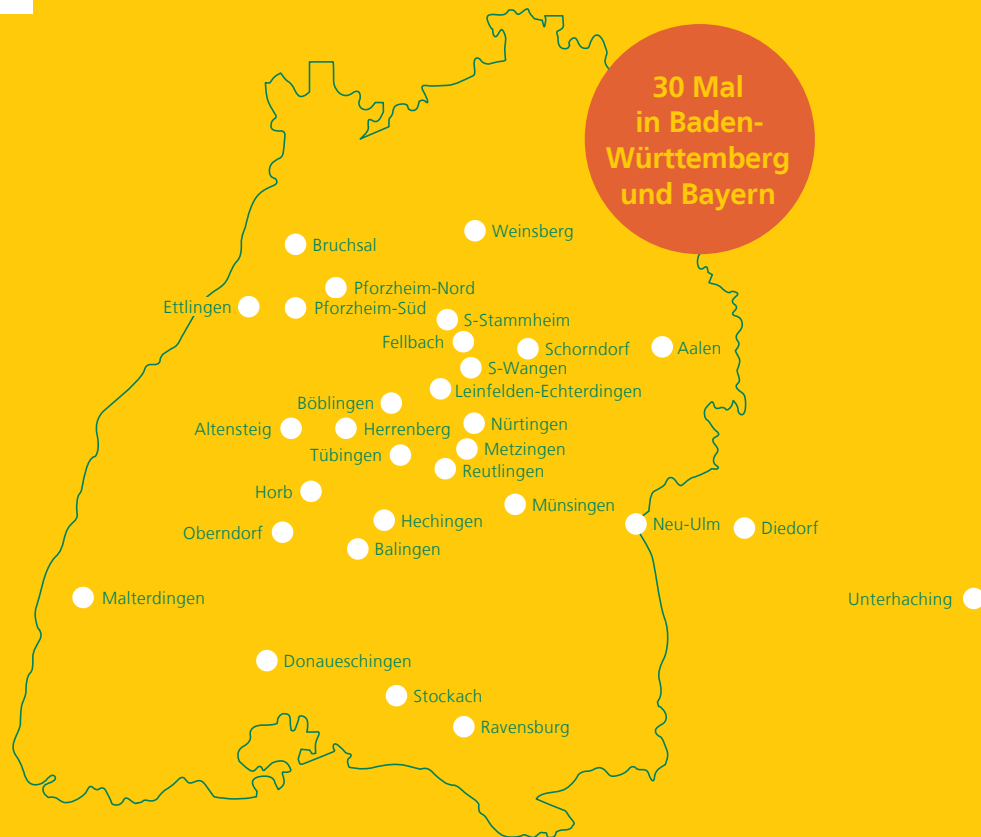 30 Mal
in Baden-
Württemberg
und Bayern
Weinsberg
Bruchsal
Pforzheim-Nord
Ettlingen
Pforzheim-Süd
S-Stammheim
Fellbach
Schorndorf
Aalen
S-Wangen
Leinfelden-Echterdingen
Böblingen
Altensteig
Herrenberg
Nürtingen
Tübingen
Metzingen
Reutlingen
Horb
Münsingen
Hechingen
Neu-Ulm
Diedorf
Oberndorf
Balingen
Malterdingen
Unterhaching
Donaueschingen
Stockach
Ravensburg